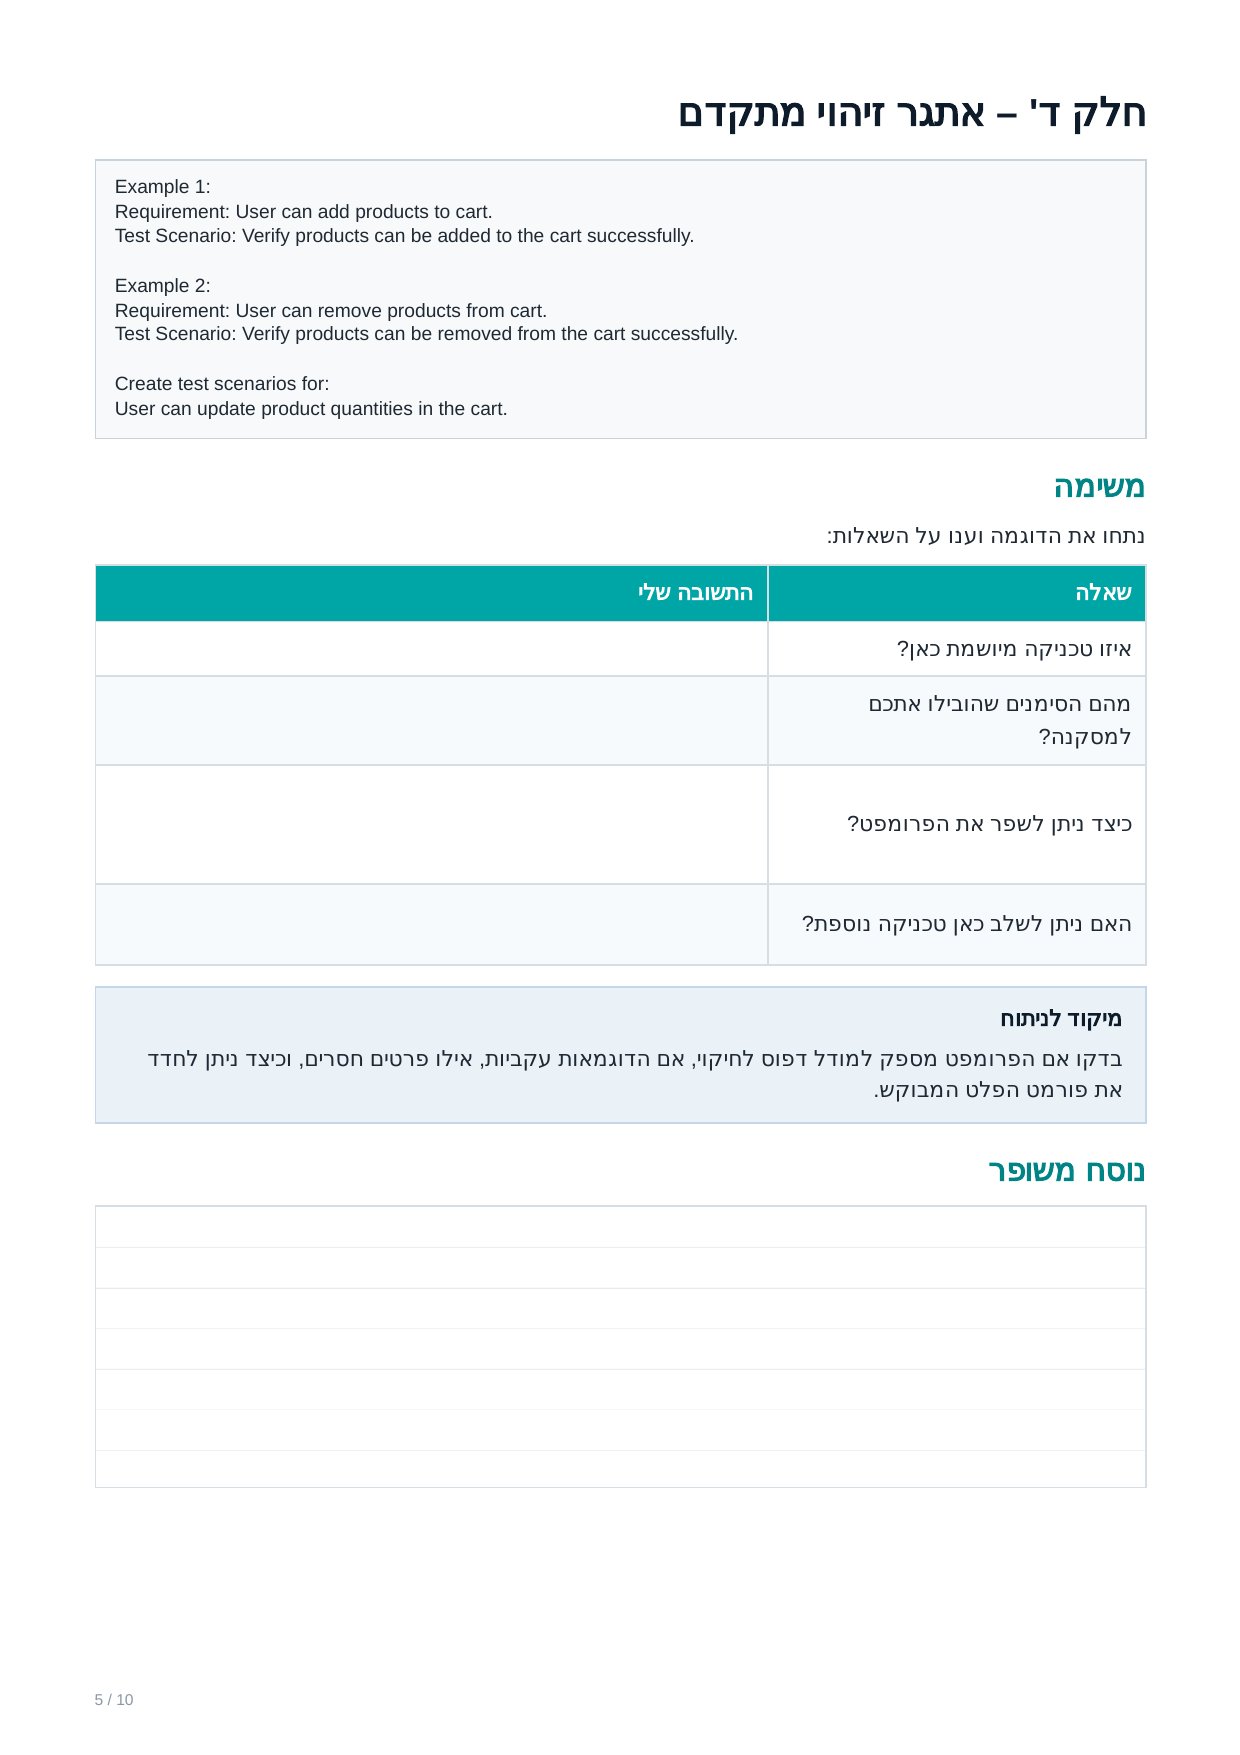 חלק ד' – אתגר זיהוי מתקדם
Example 1:
Requirement: User can add products to cart.
Test Scenario: Verify products can be added to the cart successfully.
Example 2:
Requirement: User can remove products from cart.
Test Scenario: Verify products can be removed from the cart successfully.
Create test scenarios for:
User can update product quantities in the cart.
משימה
נתחו את הדוגמה וענו על השאלות:
שאלה
התשובה שלי
איזו טכניקה מיושמת כאן?
מהם הסימנים שהובילו אתכם
למסקנה?
כיצד ניתן לשפר את הפרומפט?
האם ניתן לשלב כאן טכניקה נוספת?
מיקוד לניתוח
בדקו אם הפרומפט מספק למודל דפוס לחיקוי, אם הדוגמאות עקביות, אילו פרטים חסרים, וכיצד ניתן לחדד
את פורמט הפלט המבוקש.
נוסח משופר
5 / 10